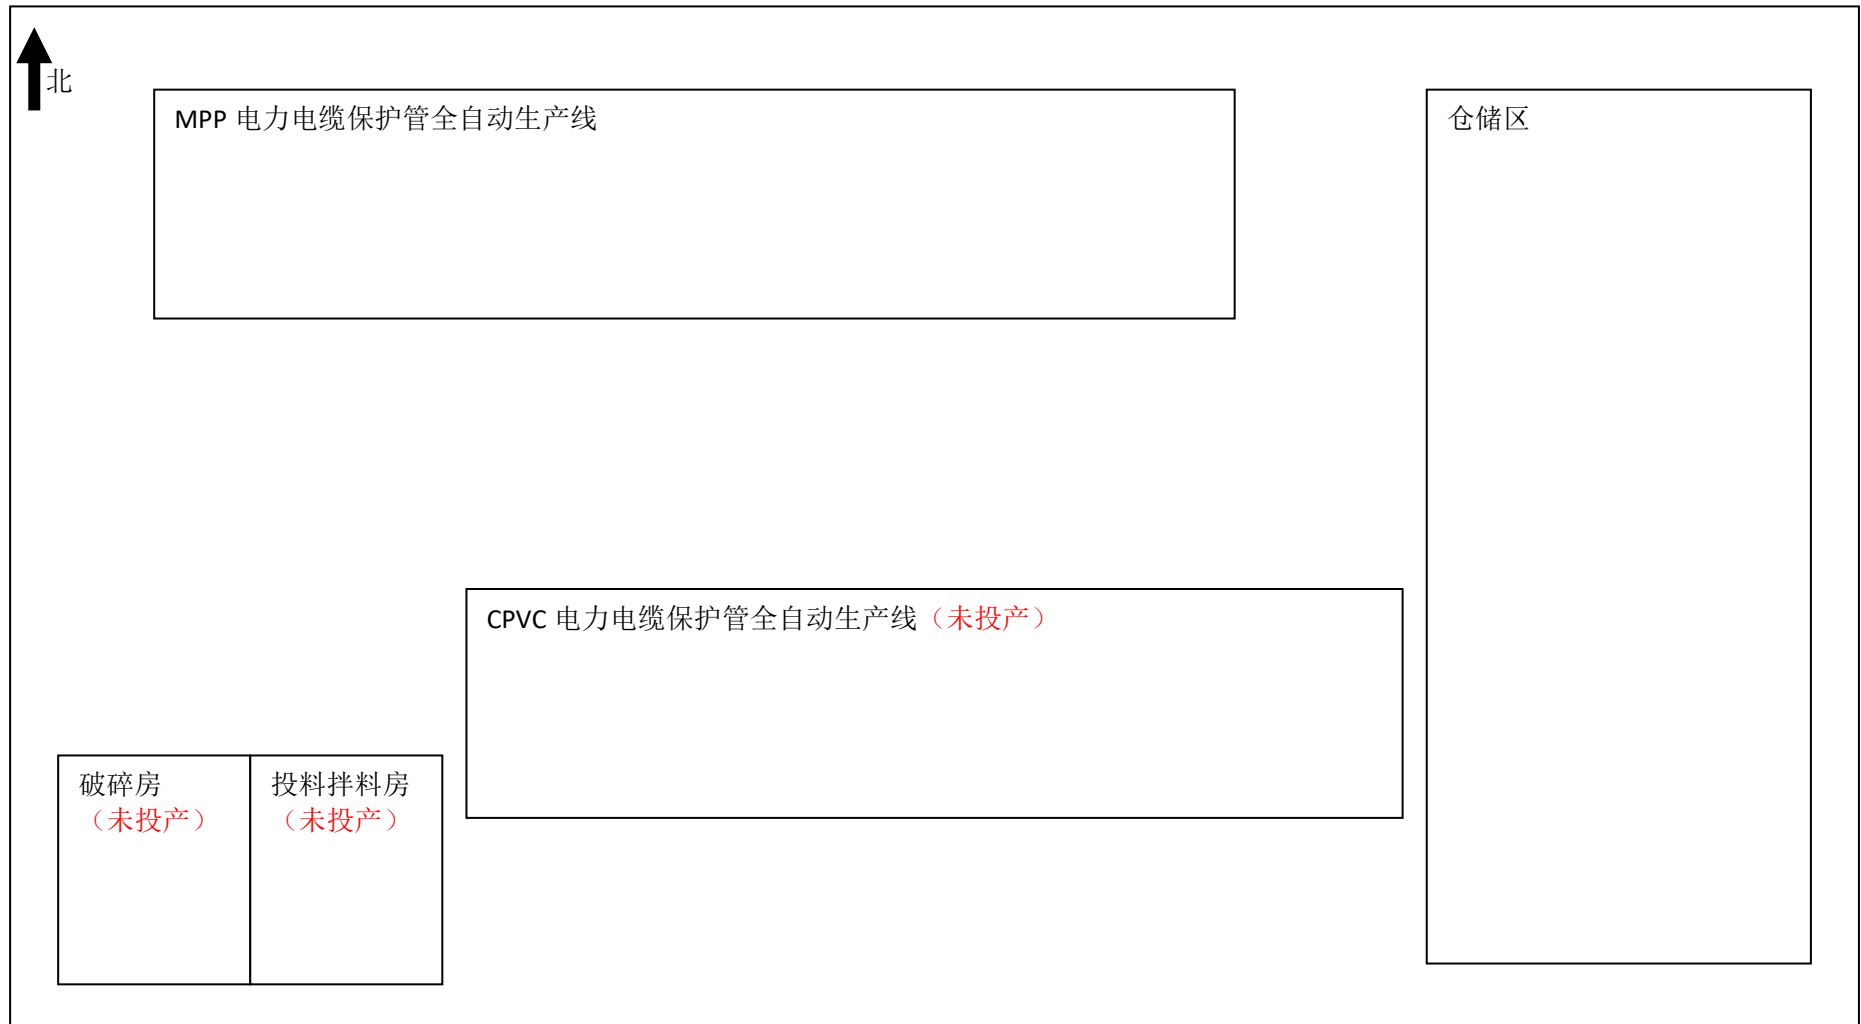 北
MPP 电力电缆保护管全自动生产线
仓储区
CPVC 电力电缆保护管全自动生产线（未投产）
破碎房
（未投产）
投料拌料房
（未投产）